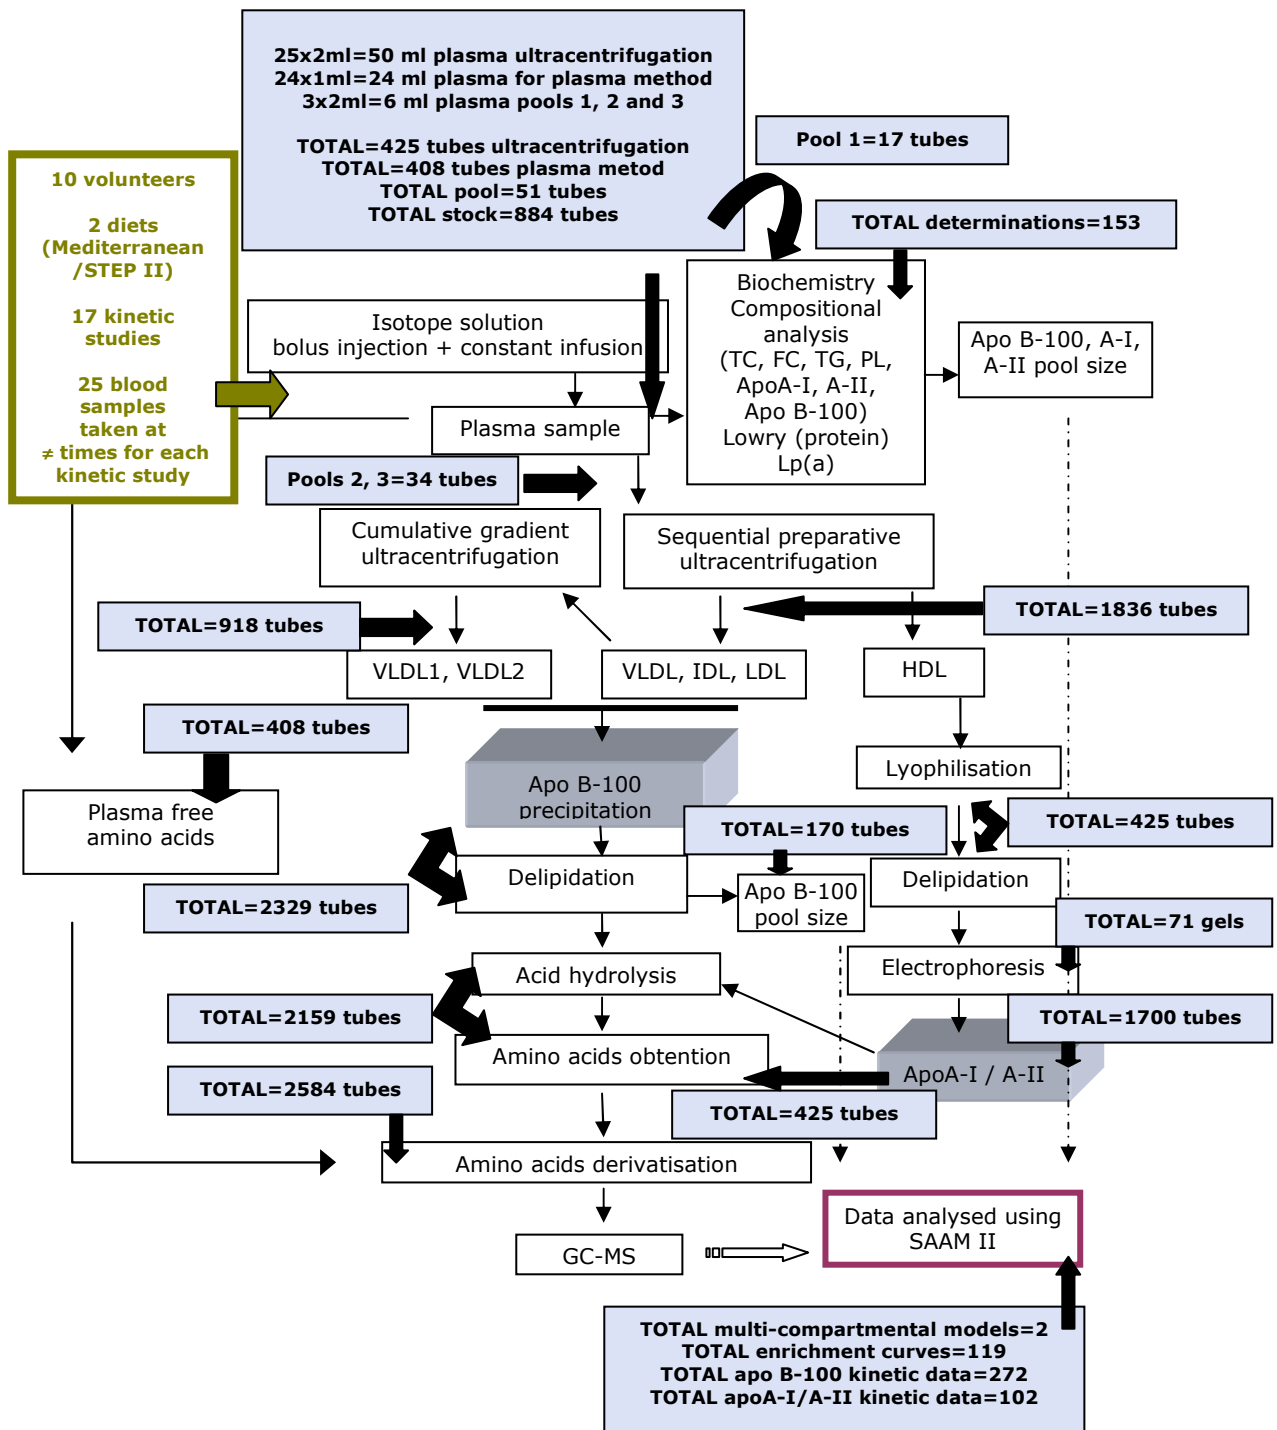 25x2ml=50 ml plasma ultracentrifugation
24x1ml=24 ml plasma for plasma method
3x2ml=6 ml plasma pools 1, 2 and 3
TOTAL=425 tubes ultracentrifugation
TOTAL=408 tubes plasma metod
TOTAL pool=51 tubes
TOTAL stock=884 tubes
Pool 1=17 tubes
10 volunteers
2 diets
(Mediterranean
/STEP II)
17 kinetic
studies
25 blood
samples
taken at
≠ times for each
kinetic study
TOTAL determinations=153
Isotope solution
bolus injection + constant infusion
Biochemistry
Compositional
analysis
(TC, FC, TG, PL,
ApoA-I, A-II,
Apo B-100)
Lowry (protein)
Lp(a)
Apo B-100, A-I,
A-II pool size
Plasma sample
Pools 2, 3=34 tubes
Cumulative gradient
ultracentrifugation
Sequential preparative
ultracentrifugation
TOTAL=918 tubes
TOTAL=1836 tubes
VLDL1, VLDL2
VLDL, IDL, LDL
HDL
TOTAL=408 tubes
Lyophilisation
Plasma free
amino acids
Apo B-100
precipitation
TOTAL=170 tubes
TOTAL=425 tubes
TOTAL=2329 tubes
Delipidation
Apo B-100
pool size
Delipidation
TOTAL=71 gels
Acid hydrolysis
Electrophoresis
TOTAL=2159 tubes
TOTAL=1700 tubes
Amino acids obtention
ApoA-I / A-II
TOTAL=2584 tubes
TOTAL=425 tubes
Amino acids derivatisation
GC-MS
Data analysed using
SAAM II
TOTAL multi-compartmental models=2
TOTAL enrichment curves=119
TOTAL apo B-100 kinetic data=272
TOTAL apoA-I/A-II kinetic data=102